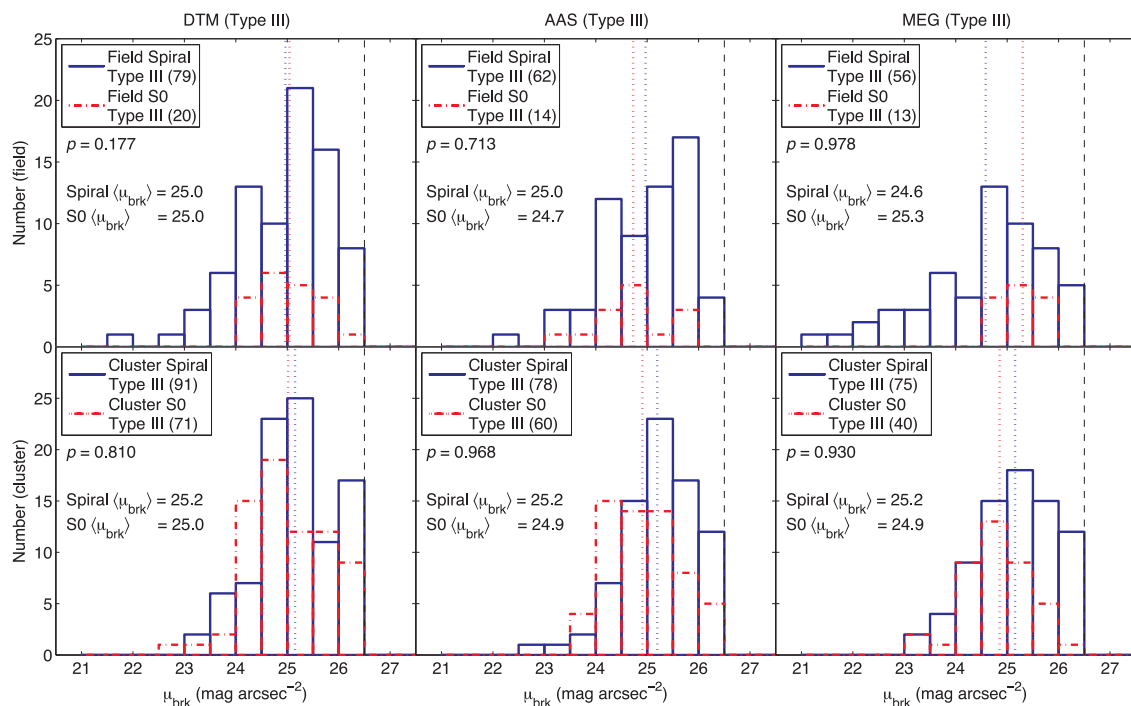 DTM (Type III)
AAS (Type III)
MEG (Type III)
Number (field)
25
20
15
10
5
0
Field Spiral
Type III (79)
Field S0
Type III (20)
p = 0.177
Spiral ⟨μbrk⟩ = 25.0
S0 ⟨μbrk⟩ = 25.0
Field Spiral
Type III (62)
Field S0
Type III (14)
p = 0.713
Spiral ⟨μbrk⟩ = 25.0
S0 ⟨μbrk⟩ = 24.7
Field Spiral
Type III (56)
Field S0
Type III (13)
p = 0.978
Spiral ⟨μbrk⟩ = 24.6
S0 ⟨μbrk⟩ = 25.3
Number (cluster)
25
20
15
10
5
0
Cluster Spiral
Type III (91)
Cluster S0
Type III (71)
p = 0.810
Spiral ⟨μbrk⟩ = 25.2
S0 ⟨μbrk⟩ = 25.0
Cluster Spiral
Type III (78)
Cluster S0
Type III (60)
p = 0.968
Spiral ⟨μbrk⟩ = 25.2
S0 ⟨μbrk⟩ = 24.9
Cluster Spiral
Type III (75)
Cluster S0
Type III (40)
p = 0.930
Spiral ⟨μbrk⟩ = 25.2
S0 ⟨μbrk⟩ = 24.9
21 22 23 24 25 26 27
21 22 23 24 25 26 27
21 22 23 24 25 26 27
μbrk (mag arcsec−2)
μbrk (mag arcsec−2)
μbrk (mag arcsec−2)